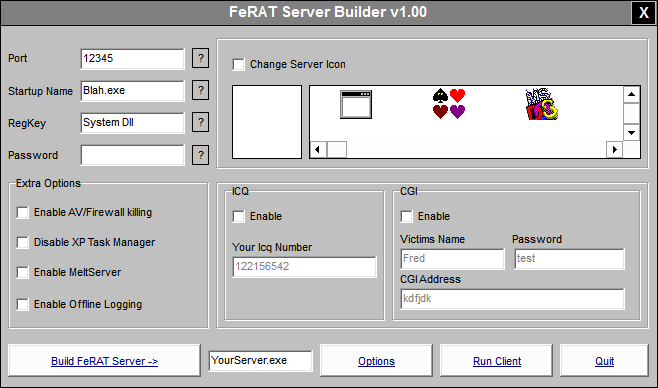 FeRAT Server Builder v1.00
X
Port
12345
?
Startup Name
Blah.exe
?
RegKey
System Dll
?
Password
?
Change Server Icon
Extra Options
Enable AV/Firewall killing
Disable XP Task Manager
Enable MeltServer
Enable Offline Logging
ICQ
Enable
Your Icq Number
122156542
CGI
Enable
Victims Name
Password
Fred
test
CGI Address
kdfjdk
Build FeRAT Server ->
YourServer.exe
Options
Run Client
Quit